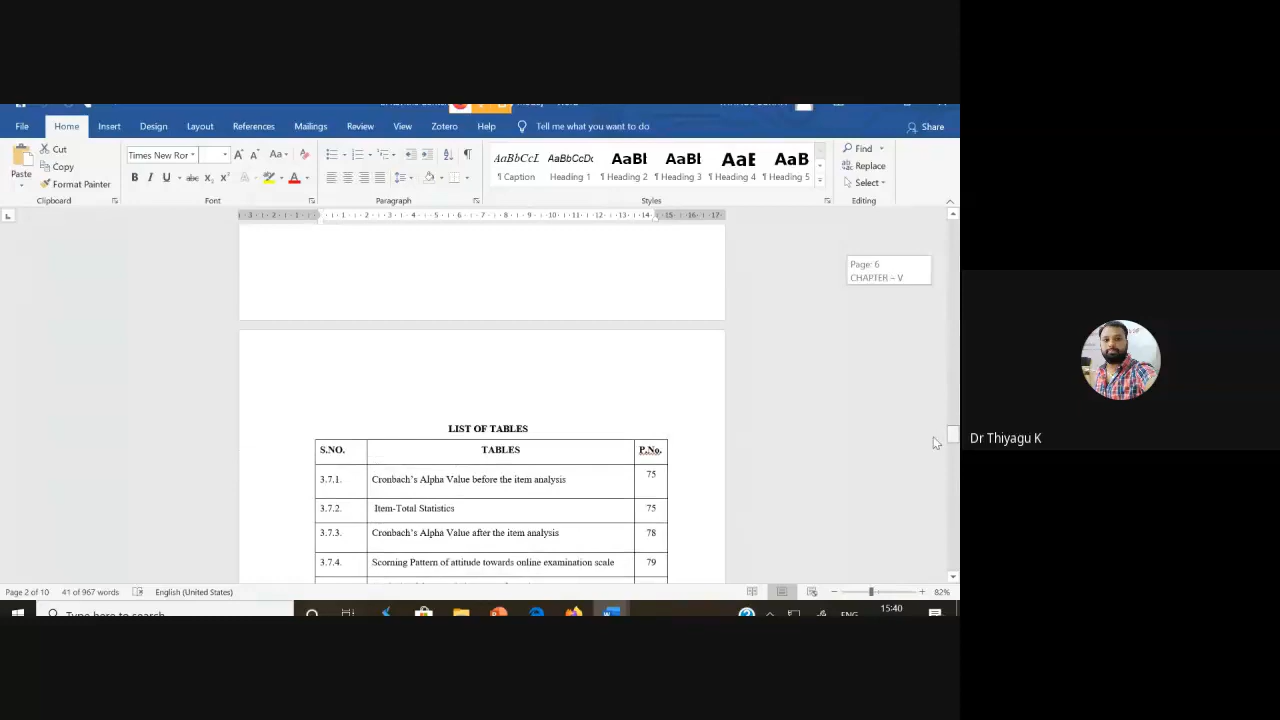 File Home Insert Design Layout References Mailings Review View Zotero Help Tell me what you want to do Share
Cut
Copy
Format Painter
Paste
Times New Ror
AaBbCcL AaBbCcDc AaBl AaBl AaE AaB
¶ Caption Heading 1 ¶ Heading 2 ¶ Heading 3 ¶ Heading 4 ¶ Heading 5
Find
Replace
Select
Clipboard Font Paragraph Styles Editing
Page: 6
CHAPTER – V
LIST OF TABLES
S.NO. TABLES P.No.
3.7.1. Cronbach's Alpha Value before the item analysis 75
3.7.2. Item-Total Statistics 75
3.7.3. Cronbach's Alpha Value after the item analysis 78
3.7.4. Scorning Pattern of attitude towards online examination scale 79
Page 2 of 10 41 of 967 words English (United States) 82%
Type here to search
ENG 15:40
Dr Thiyagu K